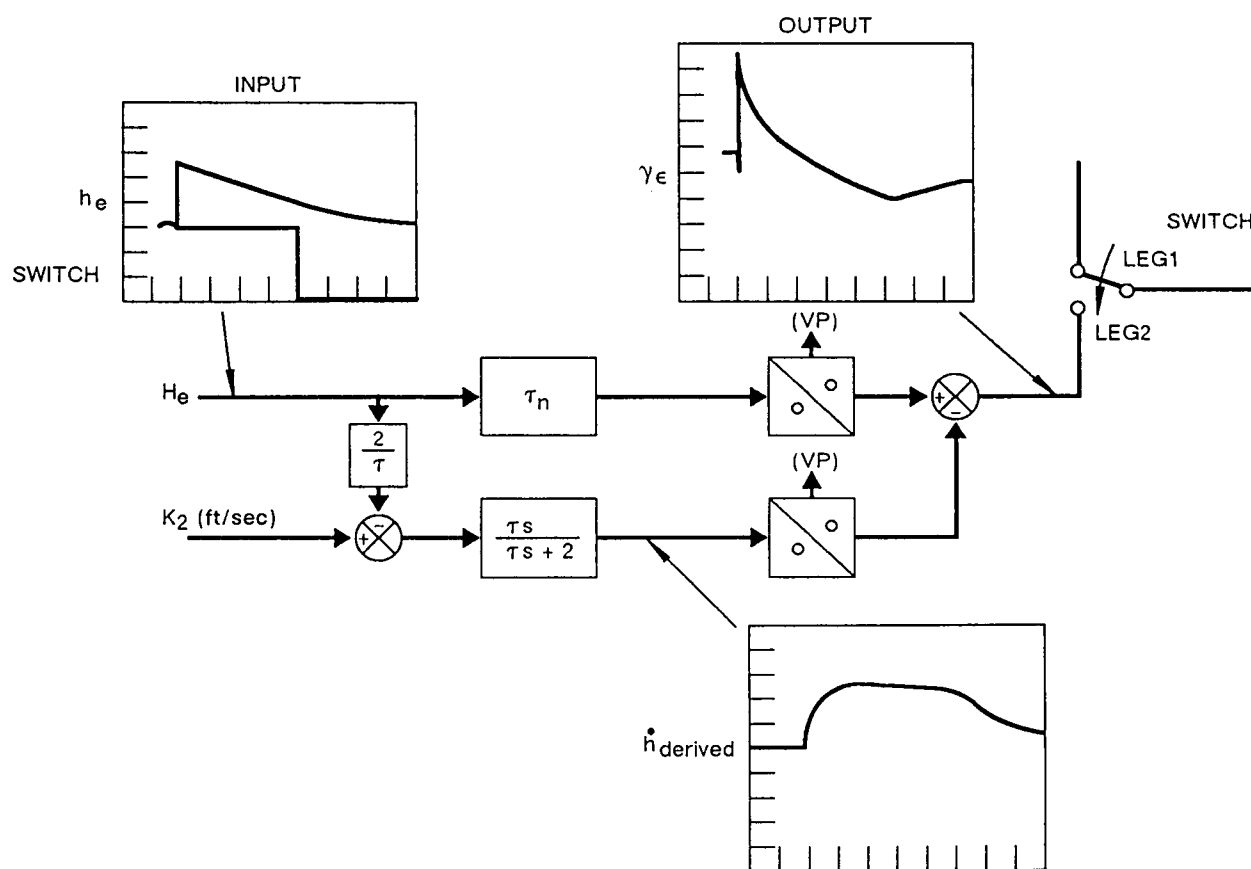 OUTPUT
INPUT
h_e
SWITCH
γ_ϵ
SWITCH
LEG1
LEG2
(VP)
(VP)
H_e
τ_n
+
-
2
τ
K_2 (ft/sec)
-
+
τs
τs + 2
ḣ_derived